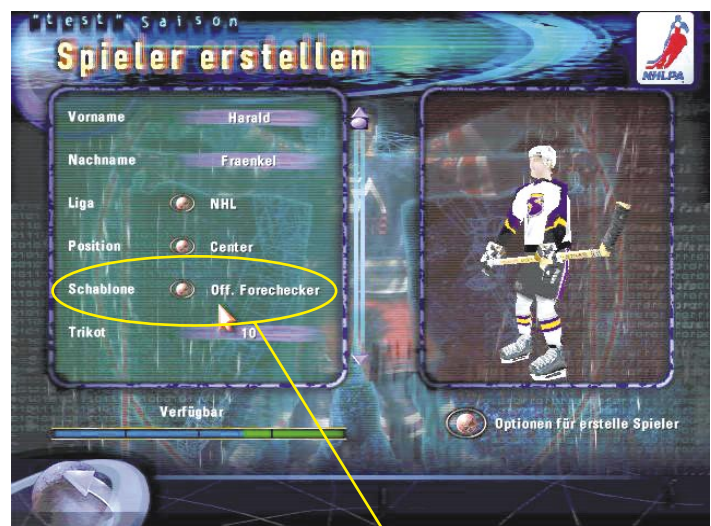 "test" Saison
Spieler erstellen
NHLPA
Vorname Harald
Nachname Fraenkel
Liga NHL
Position Center
Schablone Off. Forechecker
Trikot 10
Verfügbar
Optionen für erstelle Spieler